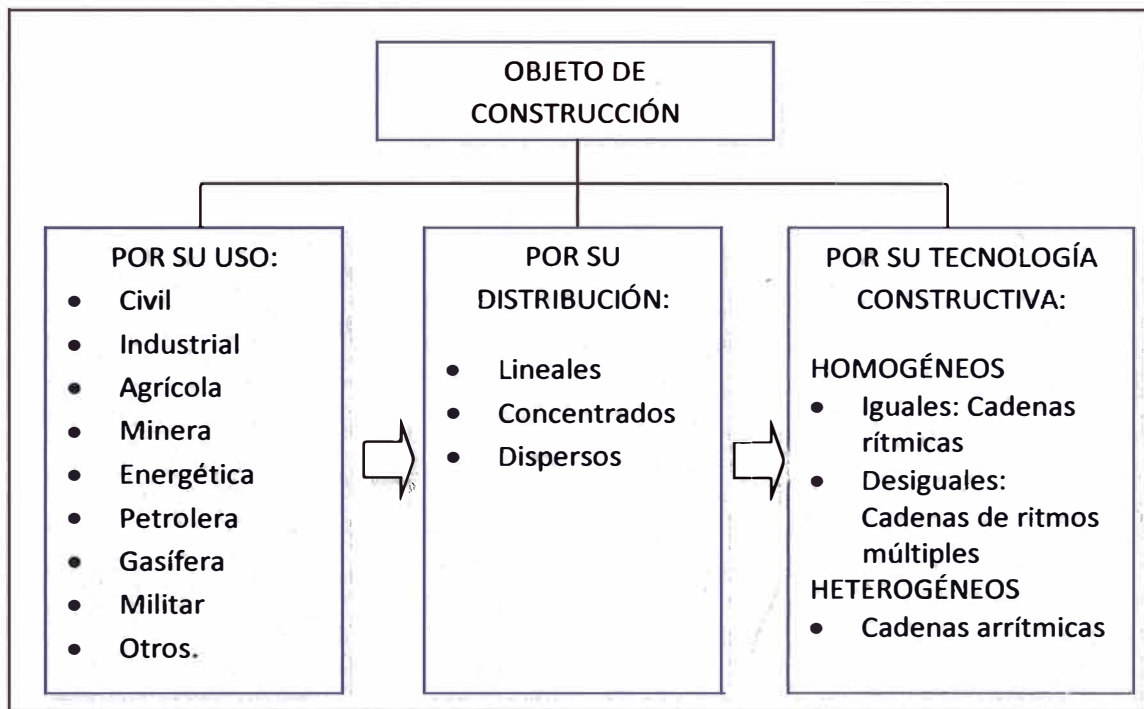 OBJETO DE
CONSTRUCCIÓN
POR SU USO:
• Civil
• Industrial
• Agrícola
• Minera
• Energética
• Petrolera
• Gasífera
• Militar
• Otros.
POR SU
DISTRIBUCIÓN:
• Lineales
• Concentrados
• Dispersos
POR SU TECNOLOGÍA
CONSTRUCTIVA:
HOMOGÉNEOS
• Iguales: Cadenas
rítmicas
• Desiguales:
Cadenas de ritmos
múltiples
HETEROGÉNEOS
• Cadenas arrítmicas